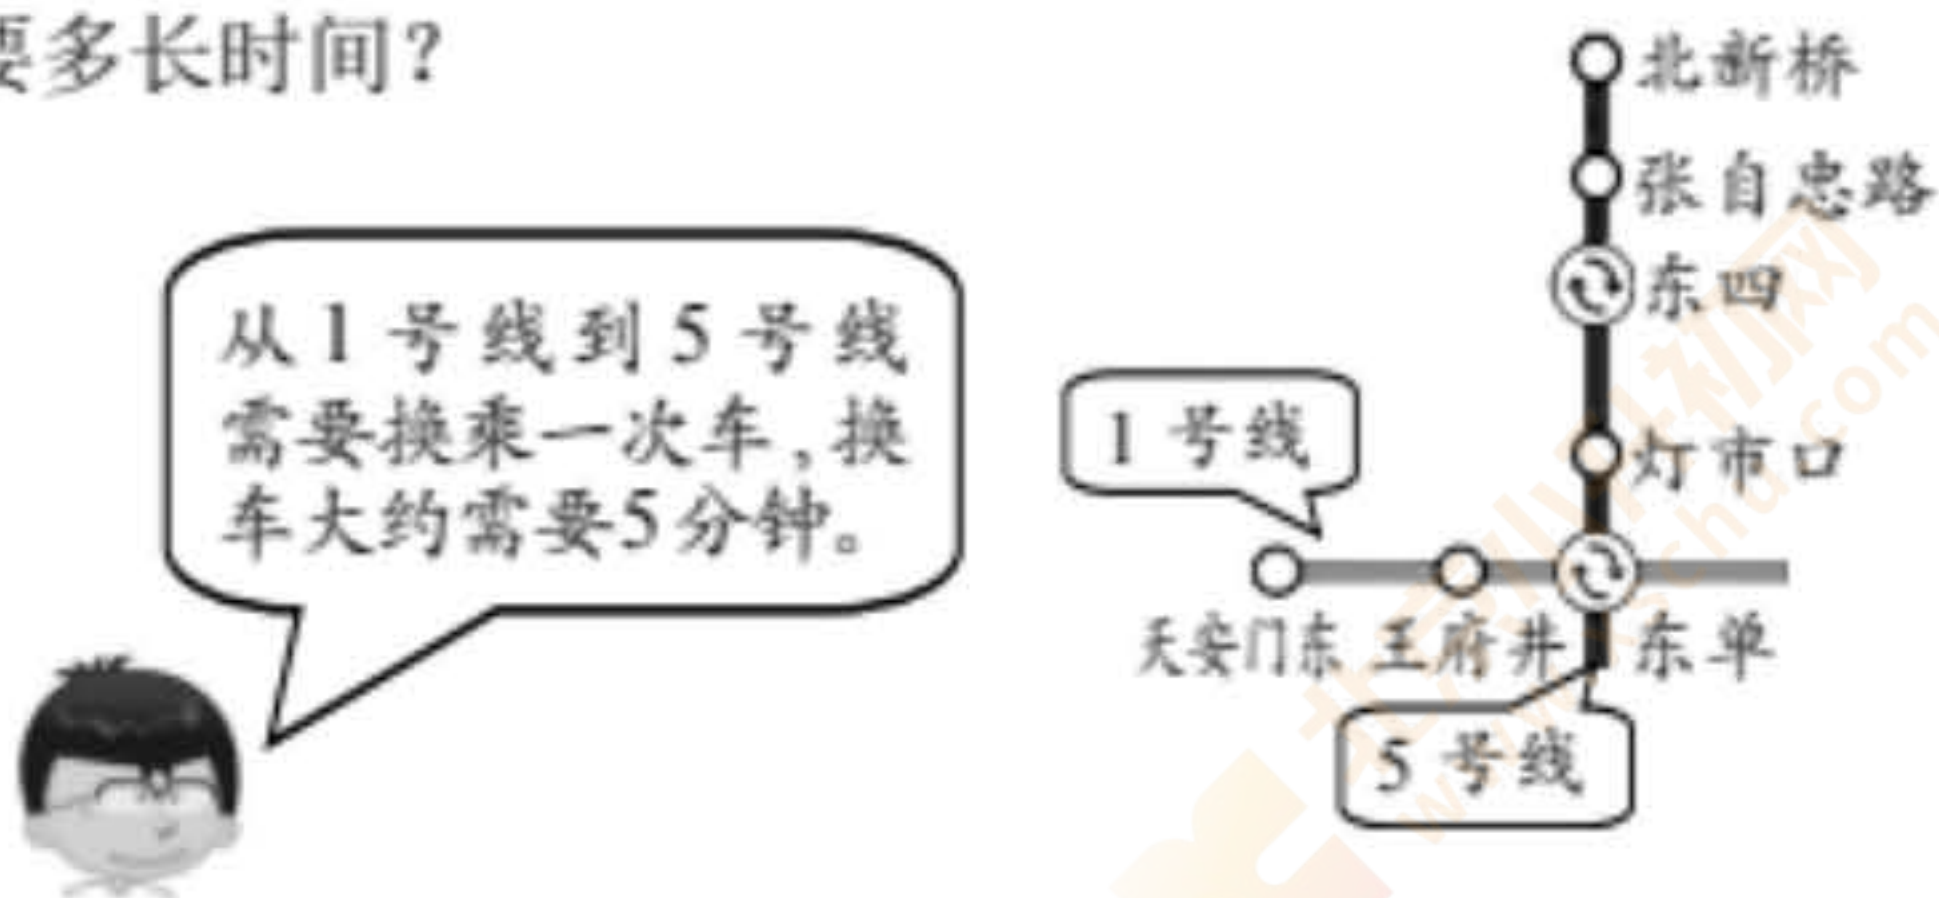 要多长时间？
从1号线到5号线
需要换乘一次车，换
车大约需要5分钟。
北新桥
张自忠路
东四
1号线
灯市口
天安门东 王府井 东单
5号线